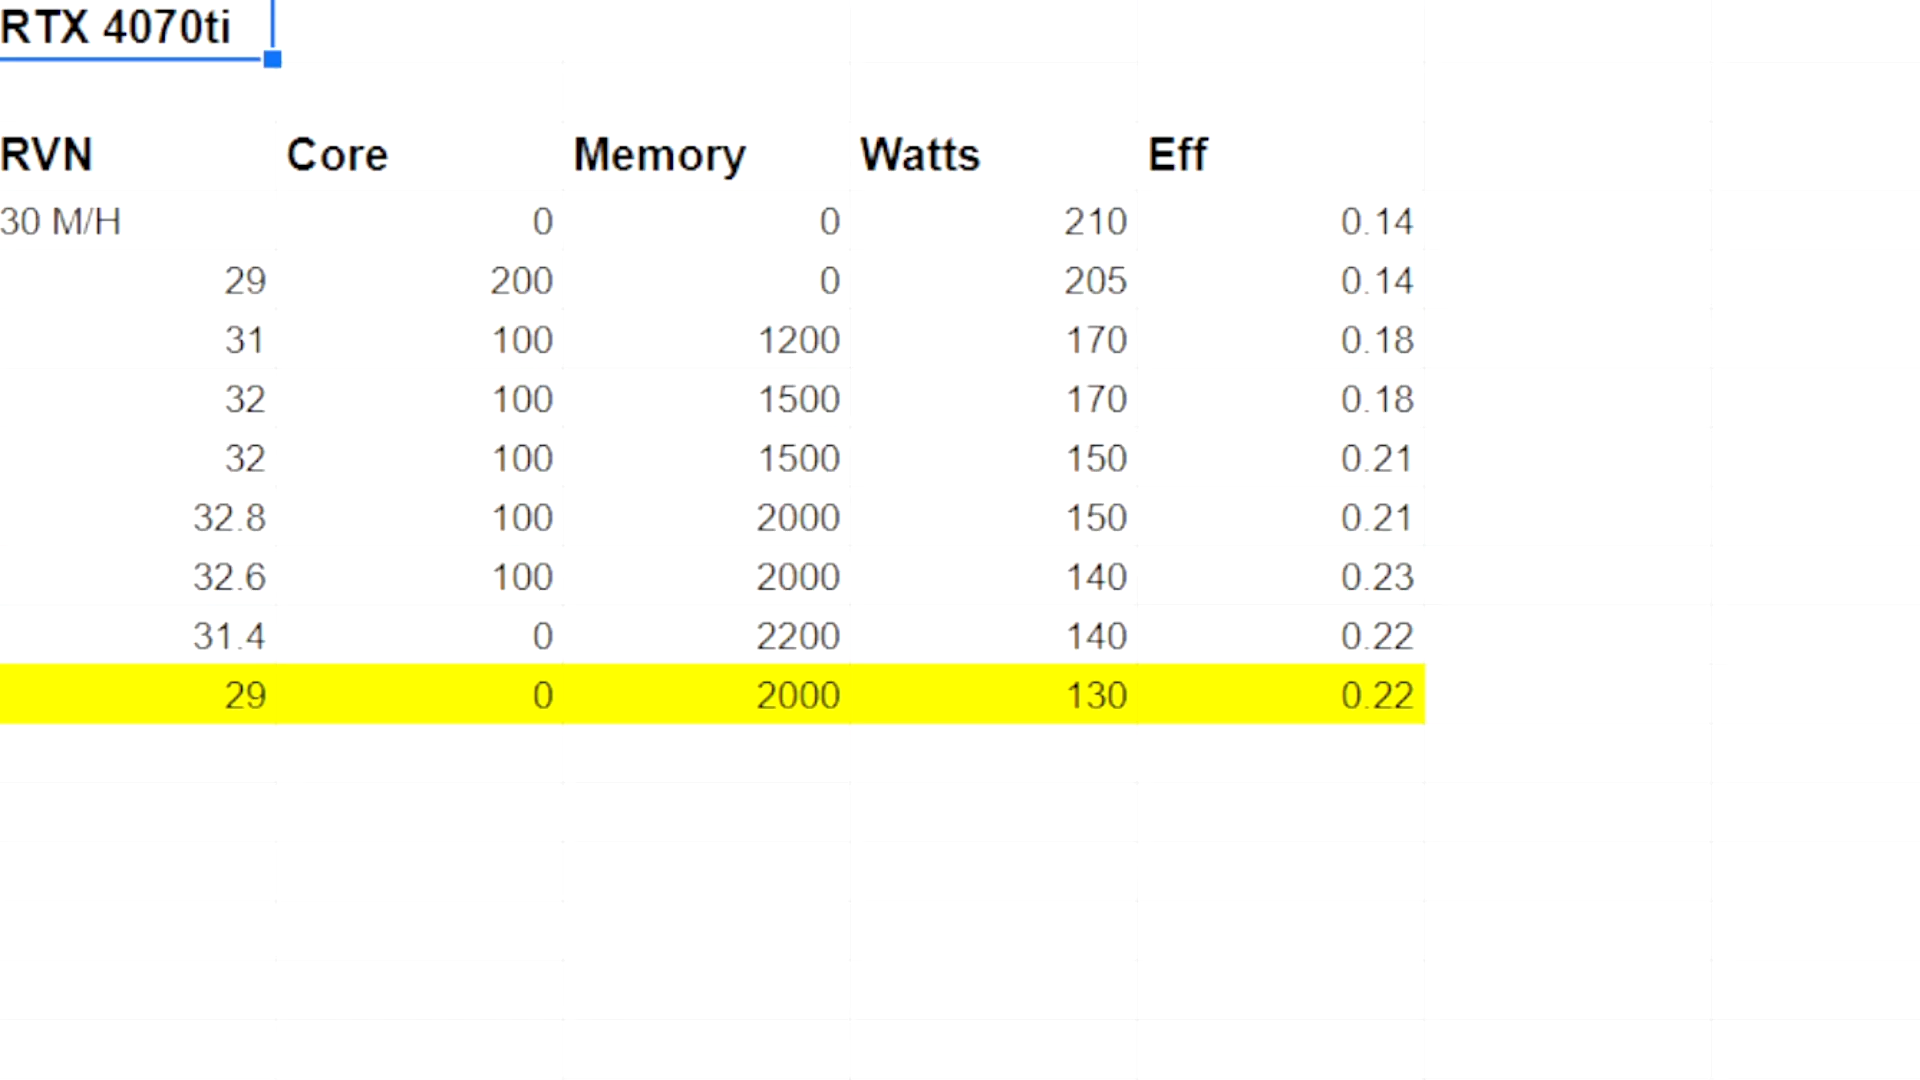 RTX 4070ti
RVN Core Memory Watts Eff
30 M/H 0 0 210 0.14
29 200 0 205 0.14
31 100 1200 170 0.18
32 100 1500 170 0.18
32 100 1500 150 0.21
32.8 100 2000 150 0.21
32.6 100 2000 140 0.23
31.4 0 2200 140 0.22
29 0 2000 130 0.22